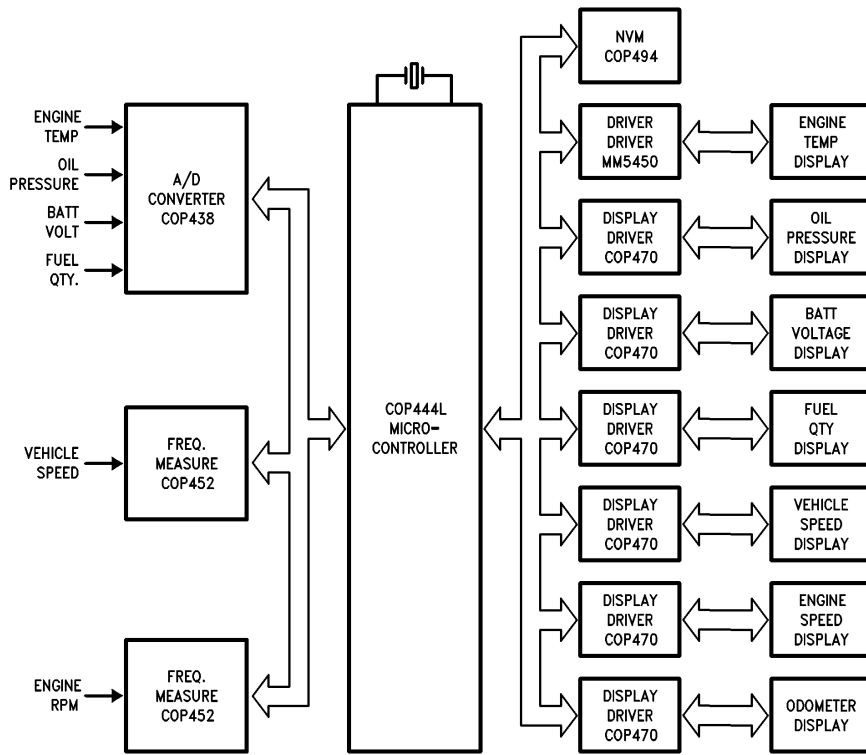 ENGINE
TEMP
OIL
PRESSURE
BATT
VOLT
FUEL
QTY.
A/D
CONVERTER
COP438
VEHICLE
SPEED
FREQ.
MEASURE
COP452
ENGINE
RPM
FREQ.
MEASURE
COP452
COP444L
MICRO-
CONTROLLER
NVM
COP494
DRIVER
DRIVER
MM5450
ENGINE
TEMP
DISPLAY
DISPLAY
DRIVER
COP470
OIL
PRESSURE
DISPLAY
DISPLAY
DRIVER
COP470
BATT
VOLTAGE
DISPLAY
DISPLAY
DRIVER
COP470
FUEL
QTY
DISPLAY
DISPLAY
DRIVER
COP470
VEHICLE
SPEED
DISPLAY
DISPLAY
DRIVER
COP470
ENGINE
SPEED
DISPLAY
DISPLAY
DRIVER
COP470
ODOMETER
DISPLAY